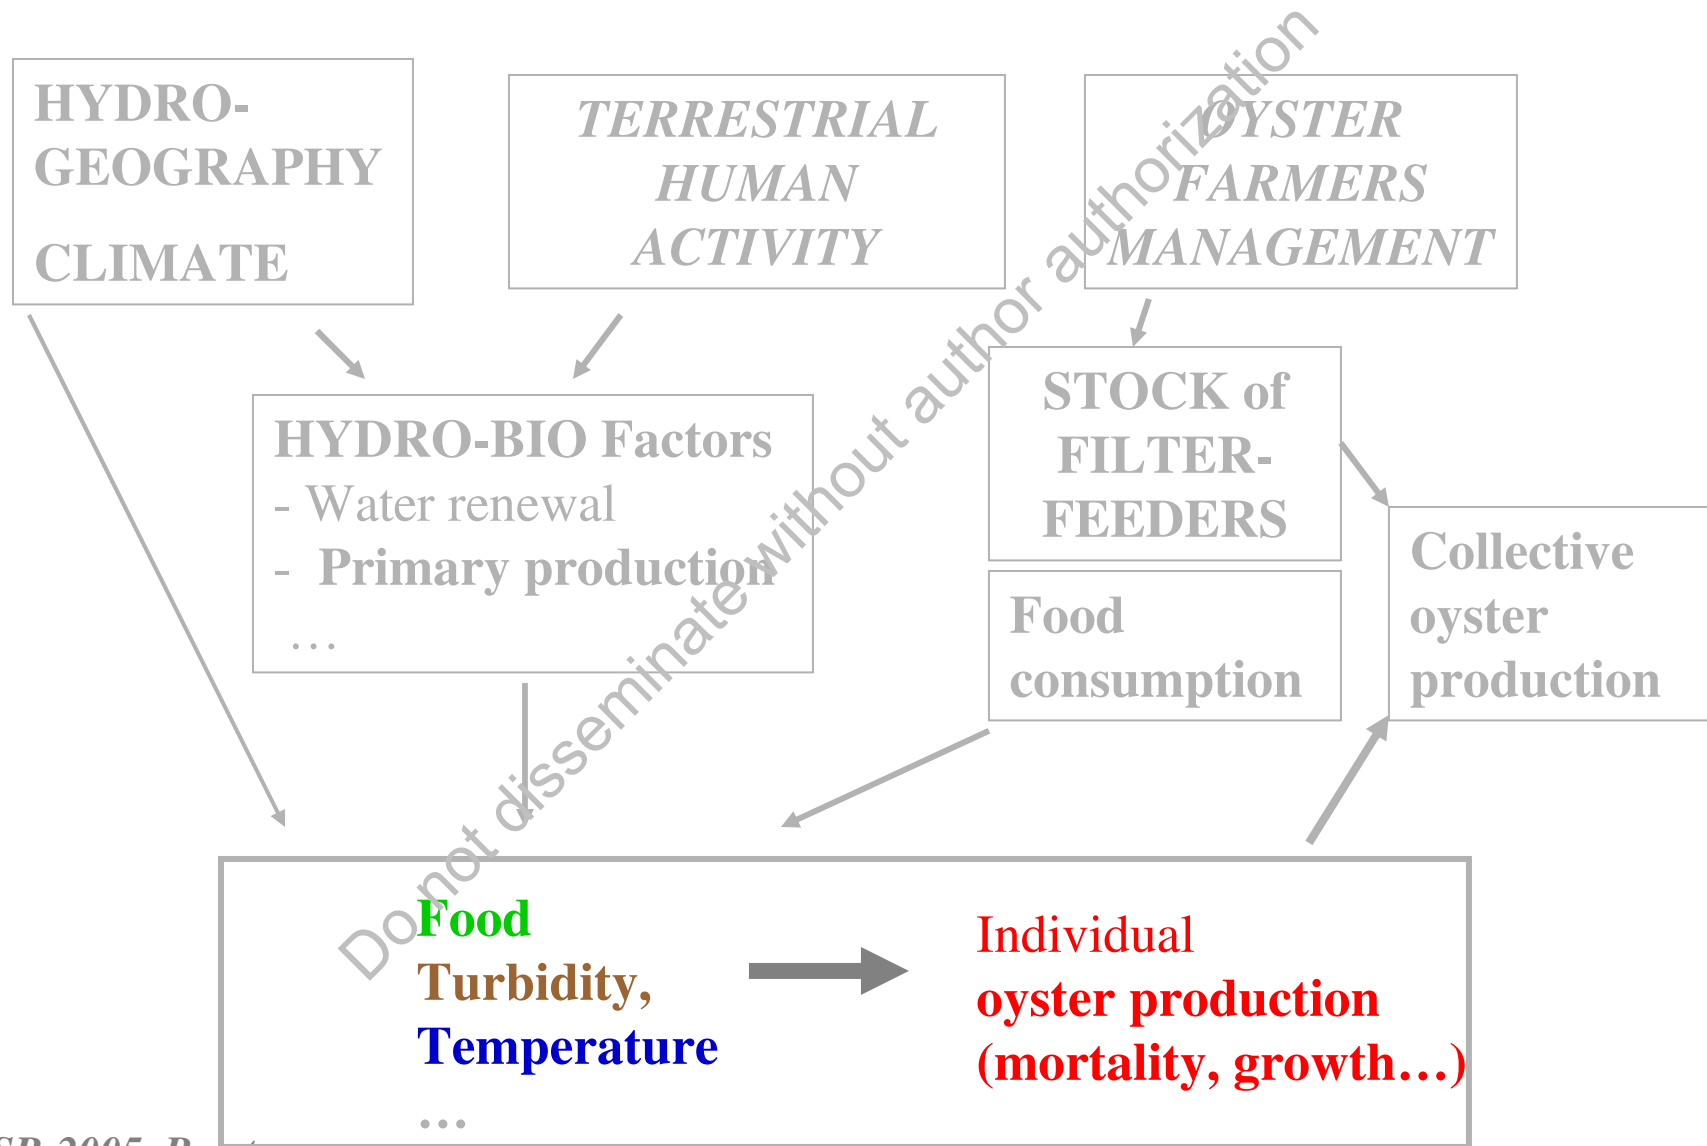 HYDRO-
GEOGRAPHY
CLIMATE
TERRESTRIAL
HUMAN
ACTIVITY
OYSTER
FARMERS
MANAGEMENT
HYDRO-BIO Factors
- Water renewal
- Primary production
…
STOCK of
FILTER-
FEEDERS
Food
consumption
Collective
oyster
production
Food
Turbidity,
Temperature
…
Individual
oyster production
(mortality, growth…)
Do not disseminate without author authorization
2005